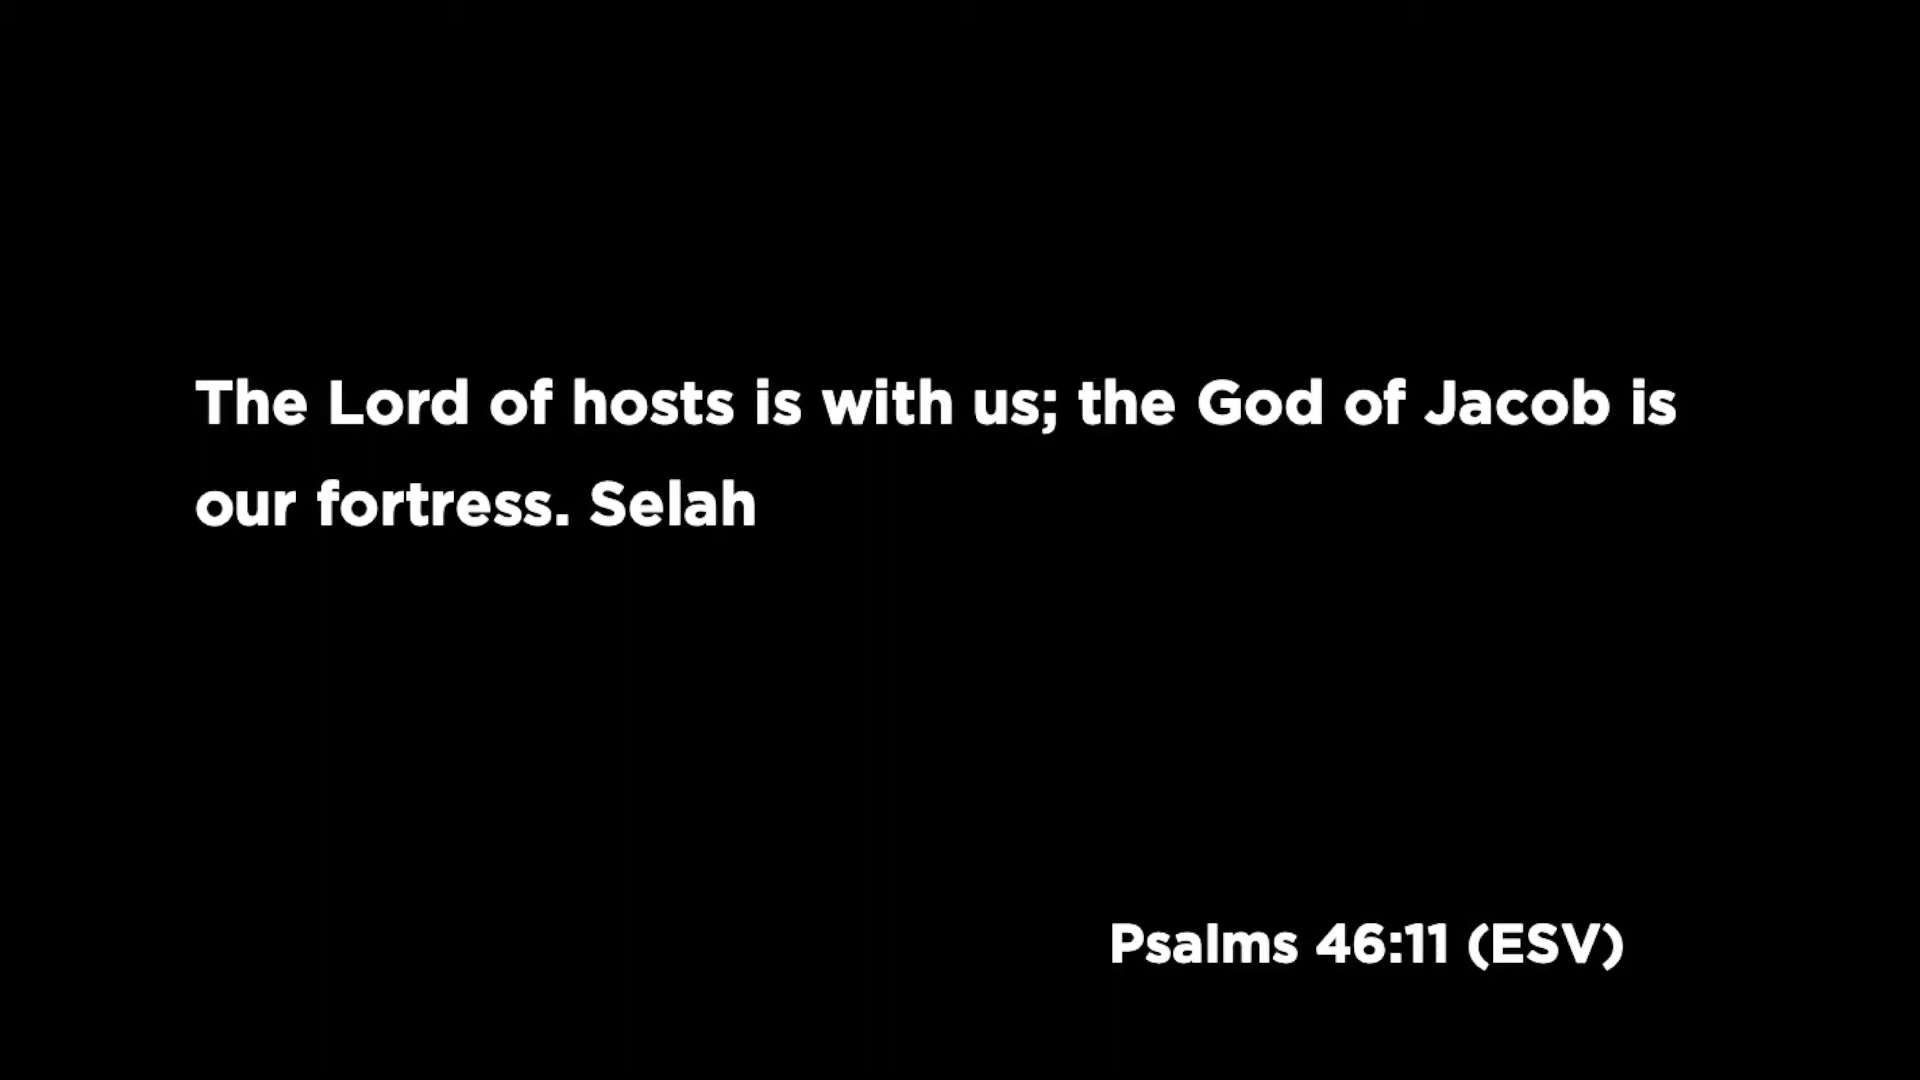 The Lord of hosts is with us; the God of Jacob is
our fortress. Selah
Psalms 46:11 (ESV)